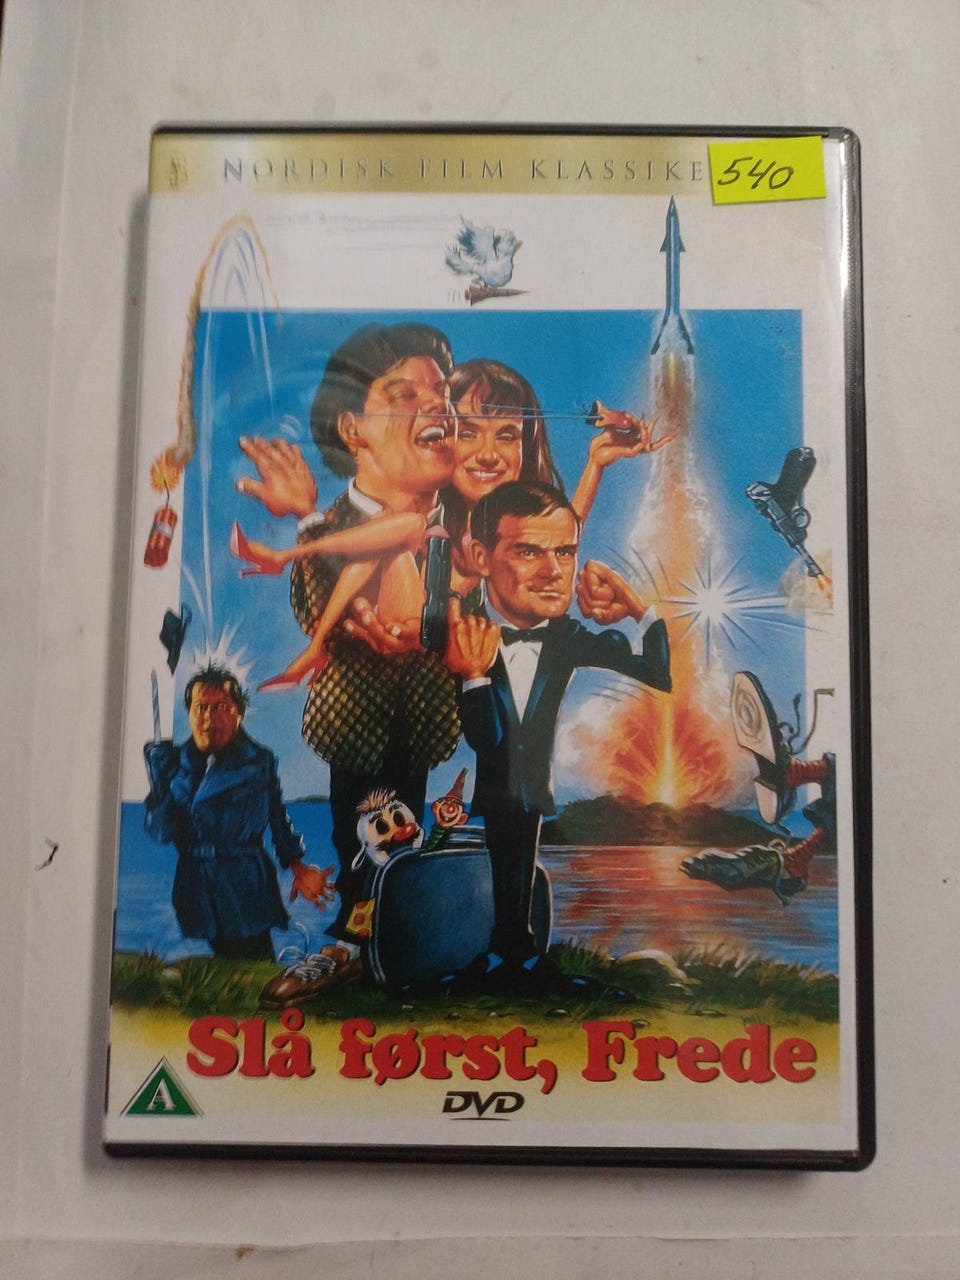 NORDISK FILM KLASSIKE
540
Slå først, Frede
DVD
A